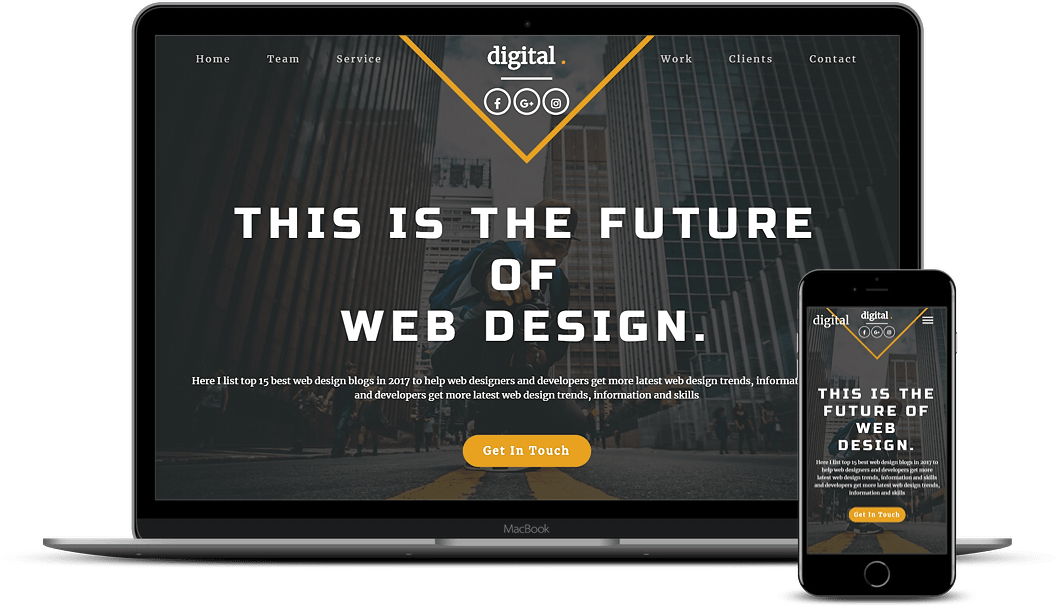 Home Team Service digital . Work Clients Contact
THIS IS THE FUTURE
OF
WEB DESIGN.
Here I list top 15 best web design blogs in 2017 to help web designers and developers get more latest web design trends,
and developers get more latest web design trends, information and skills
Get In Touch
MacBook
digital digital .
THIS IS THE
FUTURE OF
WEB
DESIGN.
Here I list top 15 best web design blogs in 2017 to
help web designers and developers get more
latest web design trends, information and skills
and developers get more latest web design trends,
information and skills
Get In Touch